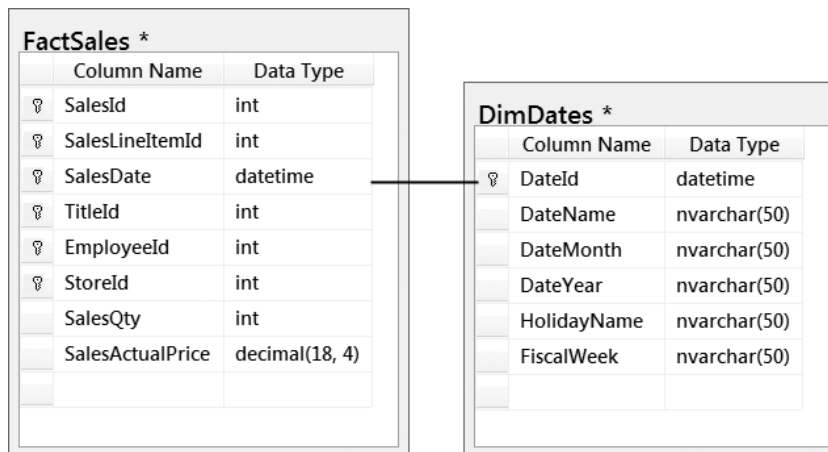 FactSales *
Column Name Data Type
SalesId int
SalesLineItemId int
SalesDate datetime
TitleId int
EmployeeId int
StoreId int
SalesQty int
SalesActualPrice decimal(18, 4)
DimDates *
Column Name Data Type
DateId datetime
DateName nvarchar(50)
DateMonth nvarchar(50)
DateYear nvarchar(50)
HolidayName nvarchar(50)
FiscalWeek nvarchar(50)